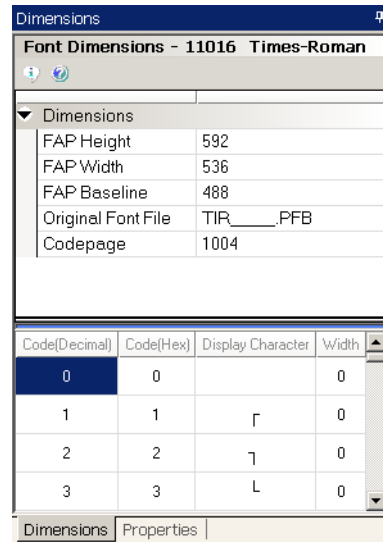 Dimensions
Font Dimensions - 11016 Times-Roman
Dimensions
FAP Height 592
FAP Width 536
FAP Baseline 488
Original Font File TIR_____.PFB
Codepage 1004
Code(Decimal) Code(Hex) Display Character Width
0 0 0
1 1 ┌ 0
2 2 ┐ 0
3 3 └ 0
Dimensions Properties